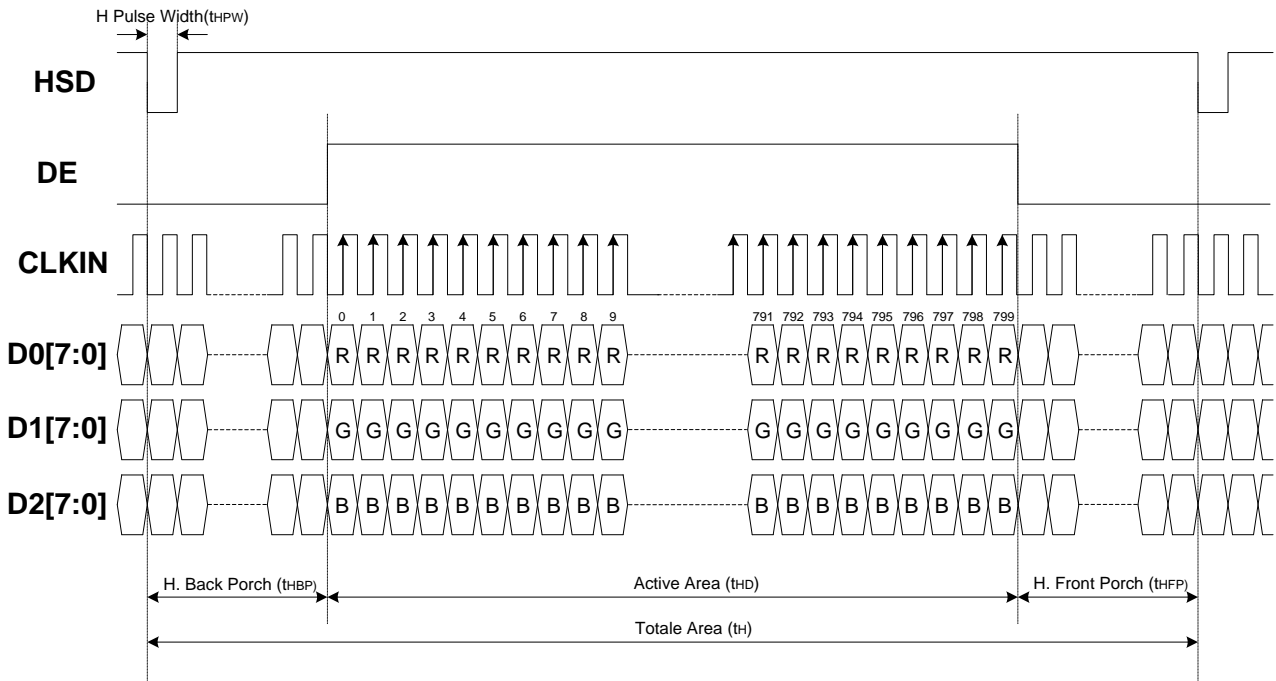 H Pulse Width(tHPW)
HSD
DE
CLKIN
0 1 2 3 4 5 6 7 8 9 791 792 793 794 795 796 797 798 799
D0[7:0] R R R R R R R R R R R R R R R R R R R
D1[7:0] G G G G G G G G G G G G G G G G G G G
D2[7:0] B B B B B B B B B B B B B B B B B B B
H. Back Porch (tHBP) Active Area (tHD) H. Front Porch (tHFP)
Totale Area (tH)